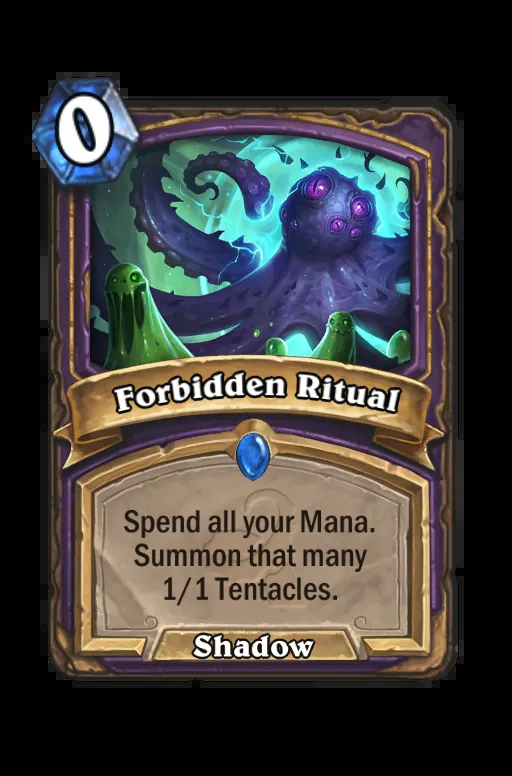 0
Forbidden Ritual
Spend all your Mana.
Summon that many
1/1 Tentacles.
Shadow